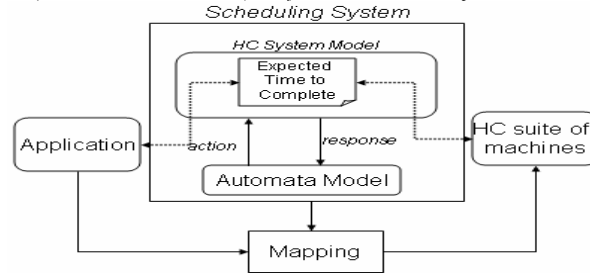 Scheduling System
HC System Model
Expected
Time to
Complete
Application
action
response
HC suite of
machines
Automata Model
Mapping